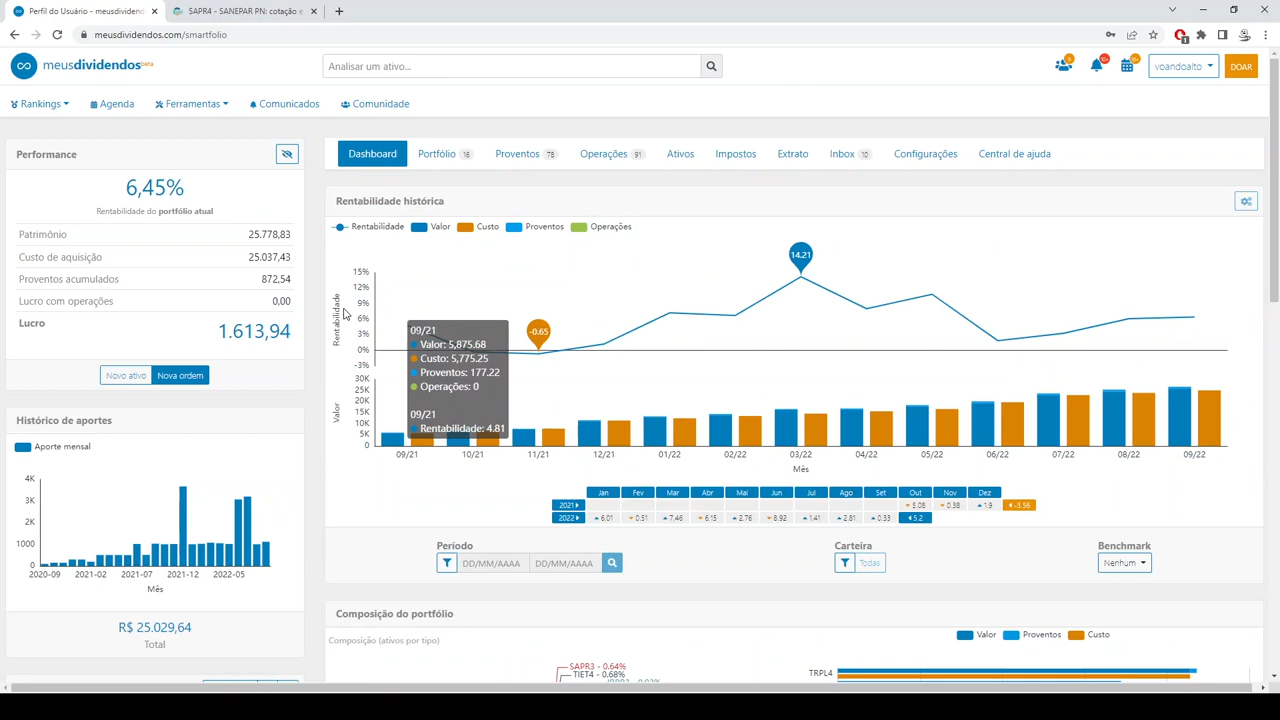 Perfil do Usuário - meusdividend
SAPR4 - SANEPAR PN: cotação e
meusdividendos.com/smartfolio
meusdividendos beta
Analisar um ativo...
voandoalto
DOAR
Rankings
Agenda
Ferramentas
Comunicados
Comunidade
Performance
6,45%
Rentabilidade do portfólio atual
Patrimônio 25.778,83
Custo de aquisição 25.037,43
Proventos acumulados 872,54
Lucro com operações 0,00
Lucro 1.613,94
Novo ativo
Nova ordem
Histórico de aportes
Aporte mensal
4K
3K
2K
1000
0
2020-09 2021-02 2021-07 2021-12 2022-05
Mês
R$ 25.029,64
Total
Dashboard
Portfólio 16
Proventos 78
Operações 91
Ativos
Impostos
Extrato
Inbox 10
Configurações
Central de ajuda
Rentabilidade histórica
Rentabilidade Valor Custo Proventos Operações
Rentabilidade
15%
12%
9%
6%
3%
0%
-3%
14.21
-0.65
09/21
Valor: 5,875.68
Custo: 5,775.25
Proventos: 177.22
Operações: 0
09/21
Rentabilidade: 4.81
Valor
30K
25K
20K
15K
10K
5K
0
09/21 10/21 11/21 12/21 01/22 02/22 03/22 04/22 05/22 06/22 07/22 08/22 09/22
Mês
Jan Fev Mar Abr Mai Jun Jul Ago Set Out Nov Dez
2021 5.08 0.38 1.9 -3.56
2022 6.01 0.51 7.46 6.15 2.76 8.92 1.41 2.81 0.33 5.2
Período
DD/MM/AAAA DD/MM/AAAA
Carteira
Todas
Benchmark
Nenhum
Composição do portfólio
Composição (ativos por tipo)
SAPR3 - 0.64%
TIET4 - 0.68%
Valor Proventos Custo
TRPL4